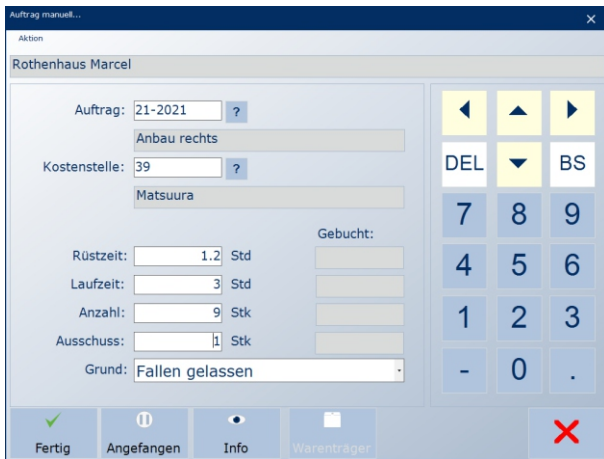 Auftrag manuell...
Aktion
Rothenhaus Marcel
Auftrag: 21-2021 ?
Anbau rechts
Kostenstelle: 39 ?
Matsuura
Gebucht:
Rüstzeit: 1.2 Std
Laufzeit: 3 Std
Anzahl: 9 Stk
Ausschuss: 1 Stk
Grund: Fallen gelassen
DEL BS
7 8 9
4 5 6
1 2 3
- 0 .
Fertig Angefangen Info Warenträger